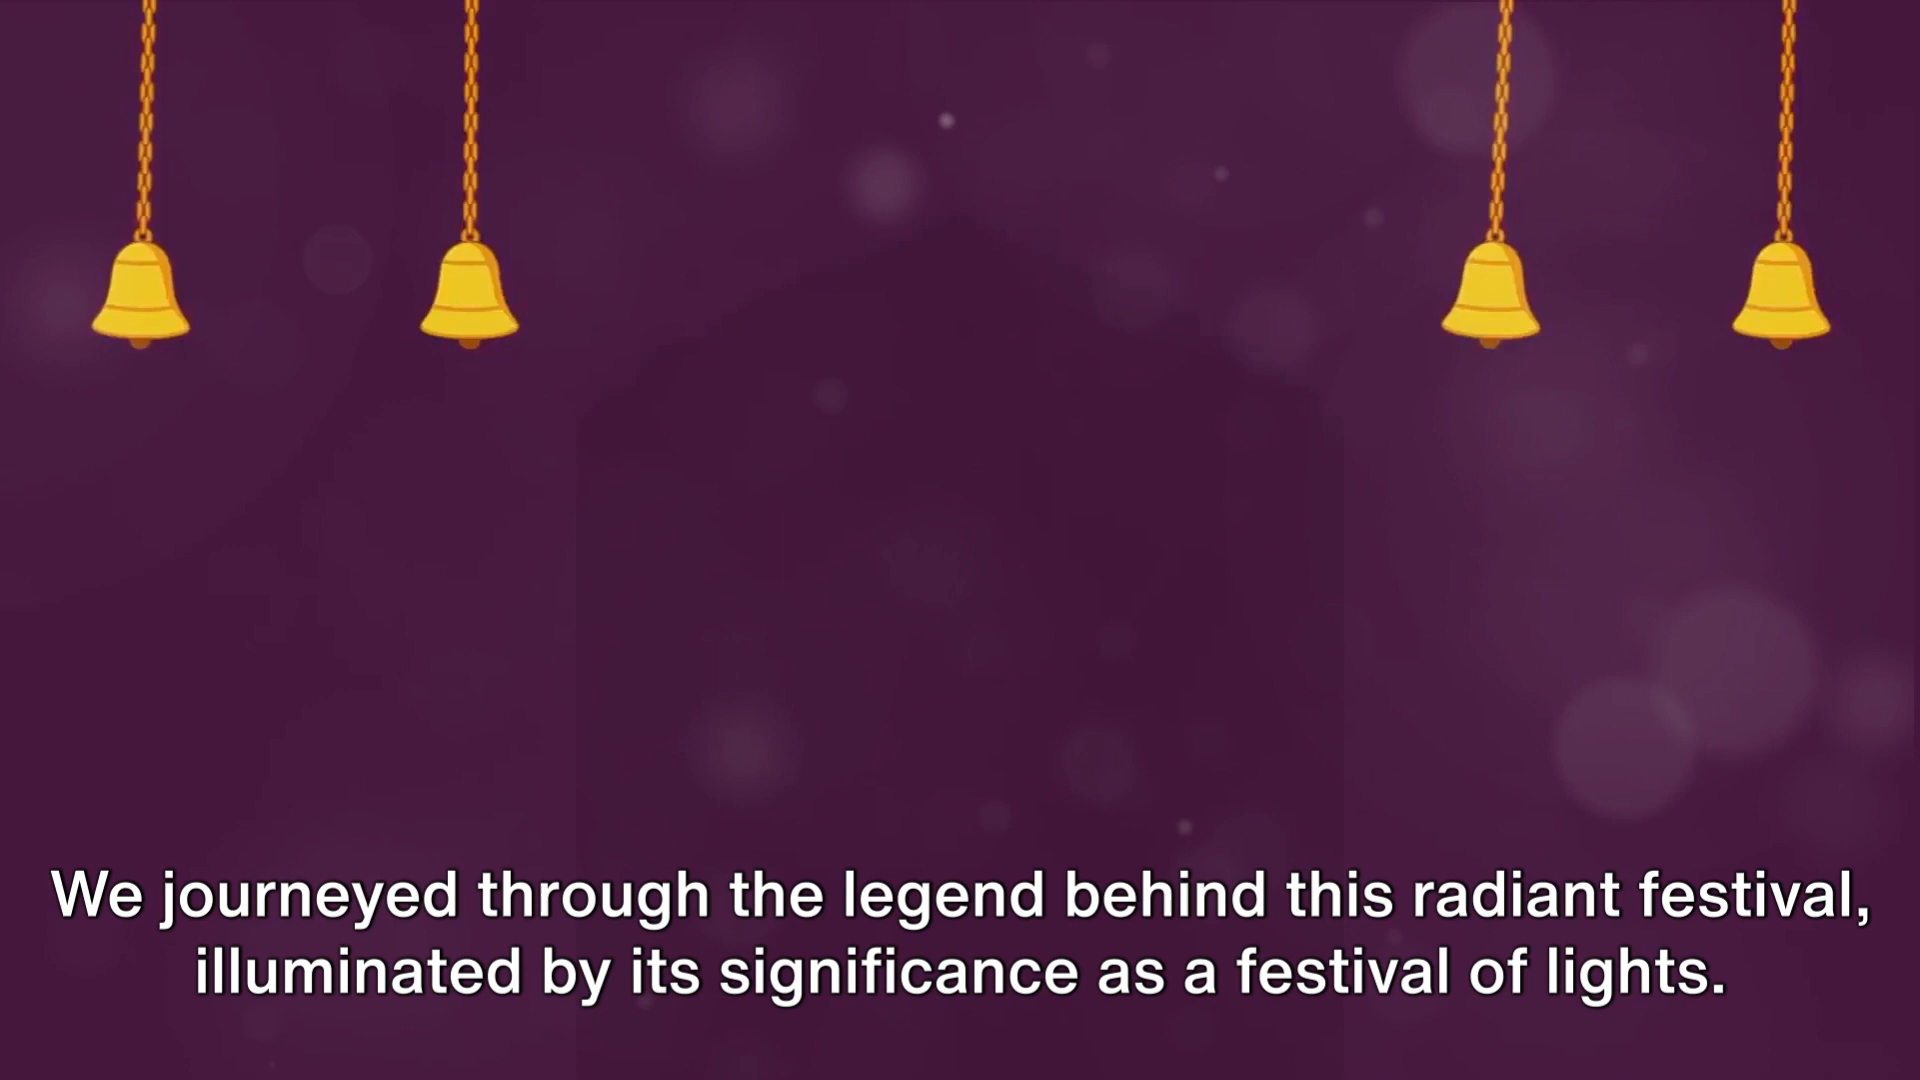 We journeyed through the legend behind this radiant festival,
illuminated by its significance as a festival of lights.